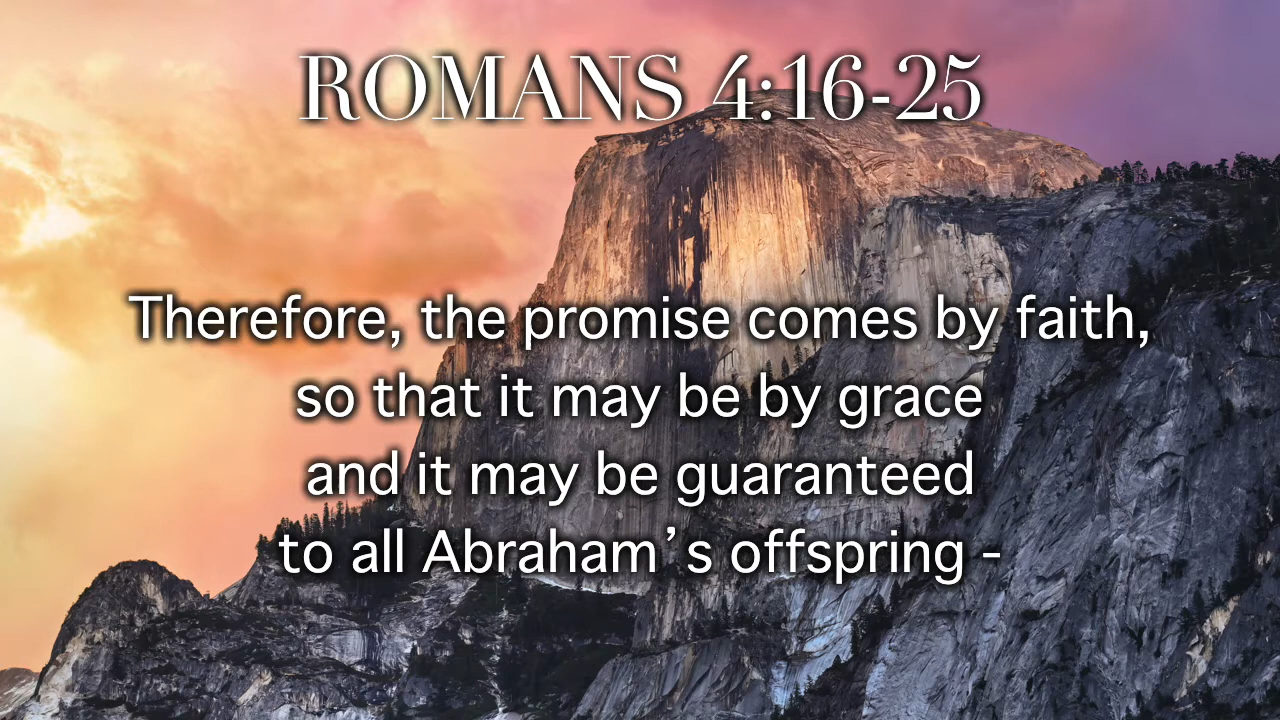 ROMANS 4:16-25
Therefore, the promise comes by faith,
so that it may be by grace
and it may be guaranteed
to all Abraham’s offspring -